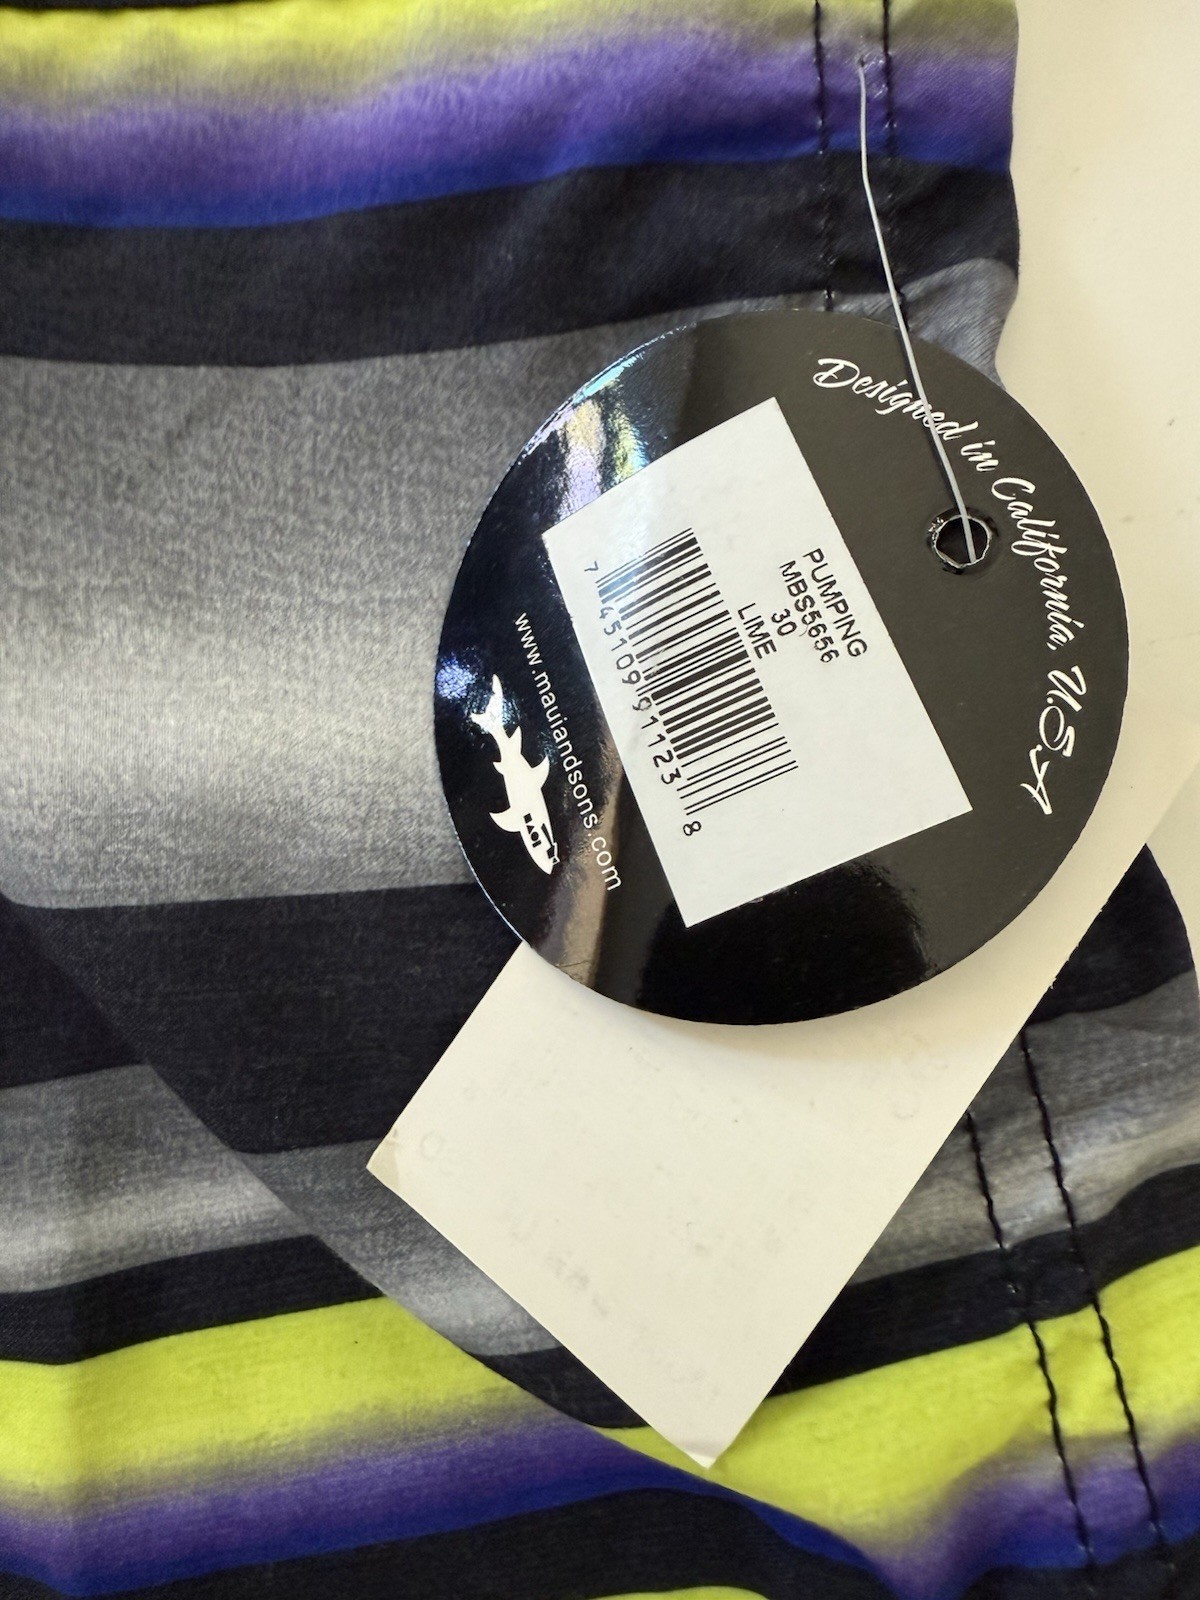 Designed in California, U.S.A
PUMPING
MBS5656
30
LIME
7 45109 91123 8
www.mauiandsons.com